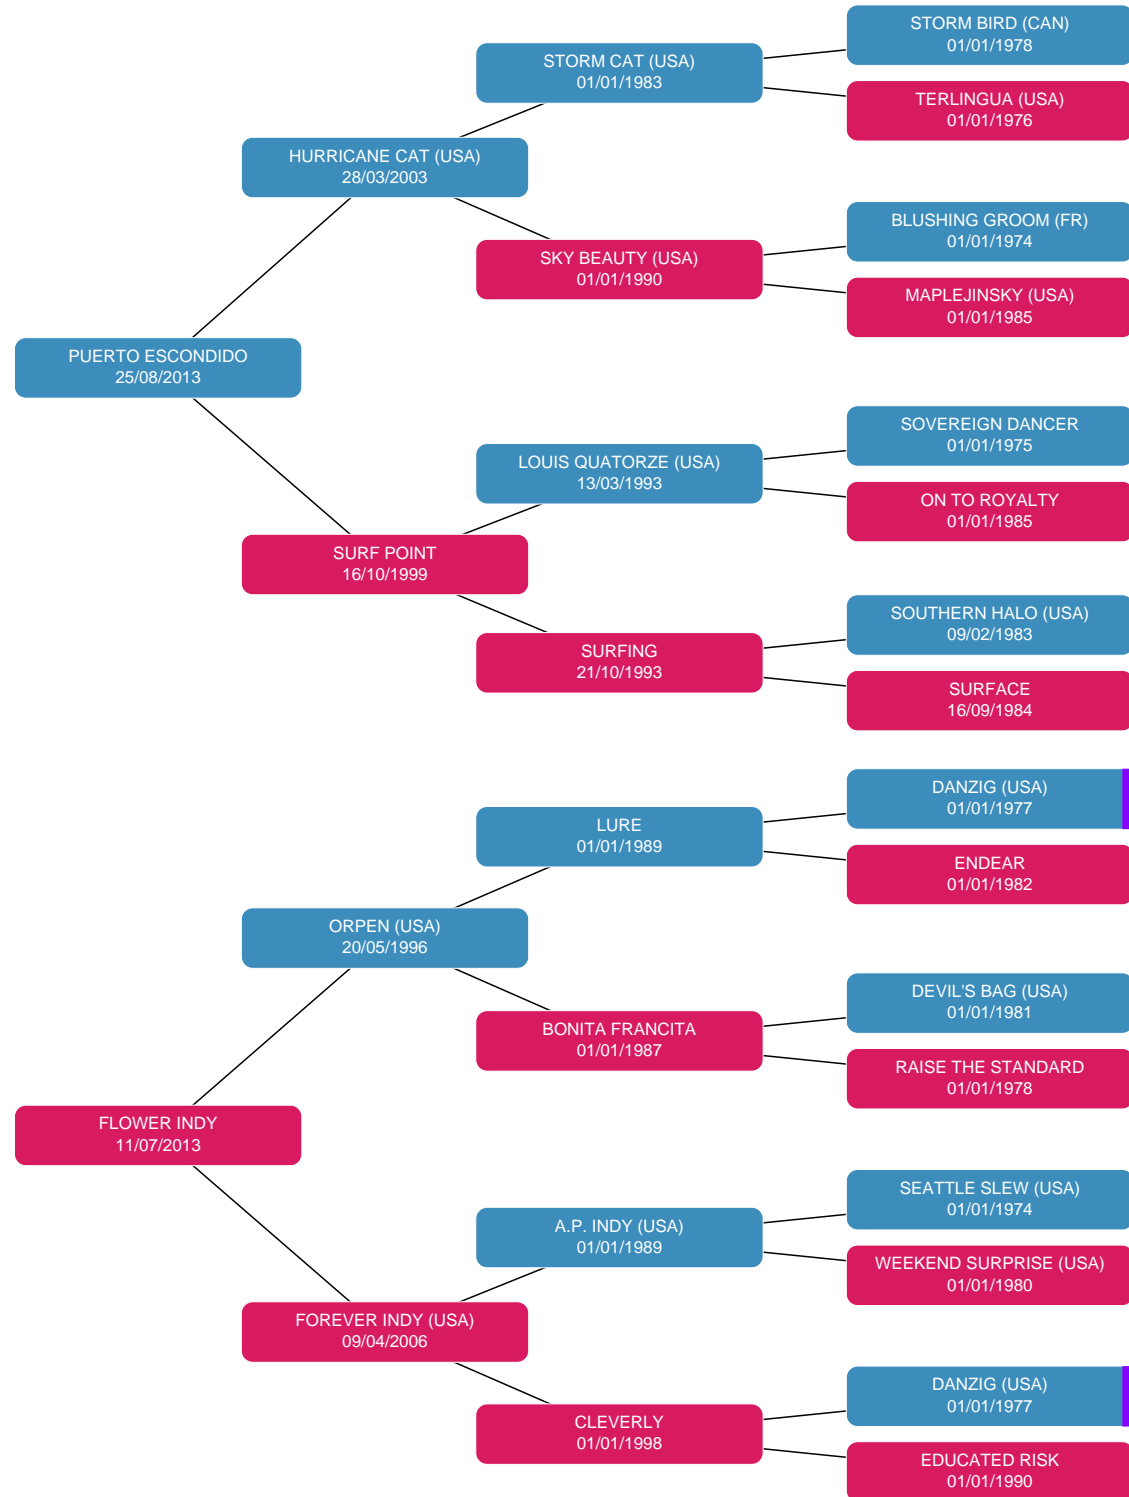 STORM BIRD (CAN)
01/01/1978
STORM CAT (USA)
01/01/1983
TERLINGUA (USA)
01/01/1976
HURRICANE CAT (USA)
28/03/2003
BLUSHING GROOM (FR)
01/01/1974
SKY BEAUTY (USA)
01/01/1990
MAPLEJINSKY (USA)
01/01/1985
PUERTO ESCONDIDO
25/08/2013
SOVEREIGN DANCER
01/01/1975
LOUIS QUATORZE (USA)
13/03/1993
ON TO ROYALTY
01/01/1985
SURF POINT
16/10/1999
SOUTHERN HALO (USA)
09/02/1983
SURFING
21/10/1993
SURFACE
16/09/1984
DANZIG (USA)
01/01/1977
LURE
01/01/1989
ENDEAR
01/01/1982
ORPEN (USA)
20/05/1996
DEVIL'S BAG (USA)
01/01/1981
BONITA FRANCITA
01/01/1987
RAISE THE STANDARD
01/01/1978
FLOWER INDY
11/07/2013
SEATTLE SLEW (USA)
01/01/1974
A.P. INDY (USA)
01/01/1989
WEEKEND SURPRISE (USA)
01/01/1980
FOREVER INDY (USA)
09/04/2006
DANZIG (USA)
01/01/1977
CLEVERLY
01/01/1998
EDUCATED RISK
01/01/1990